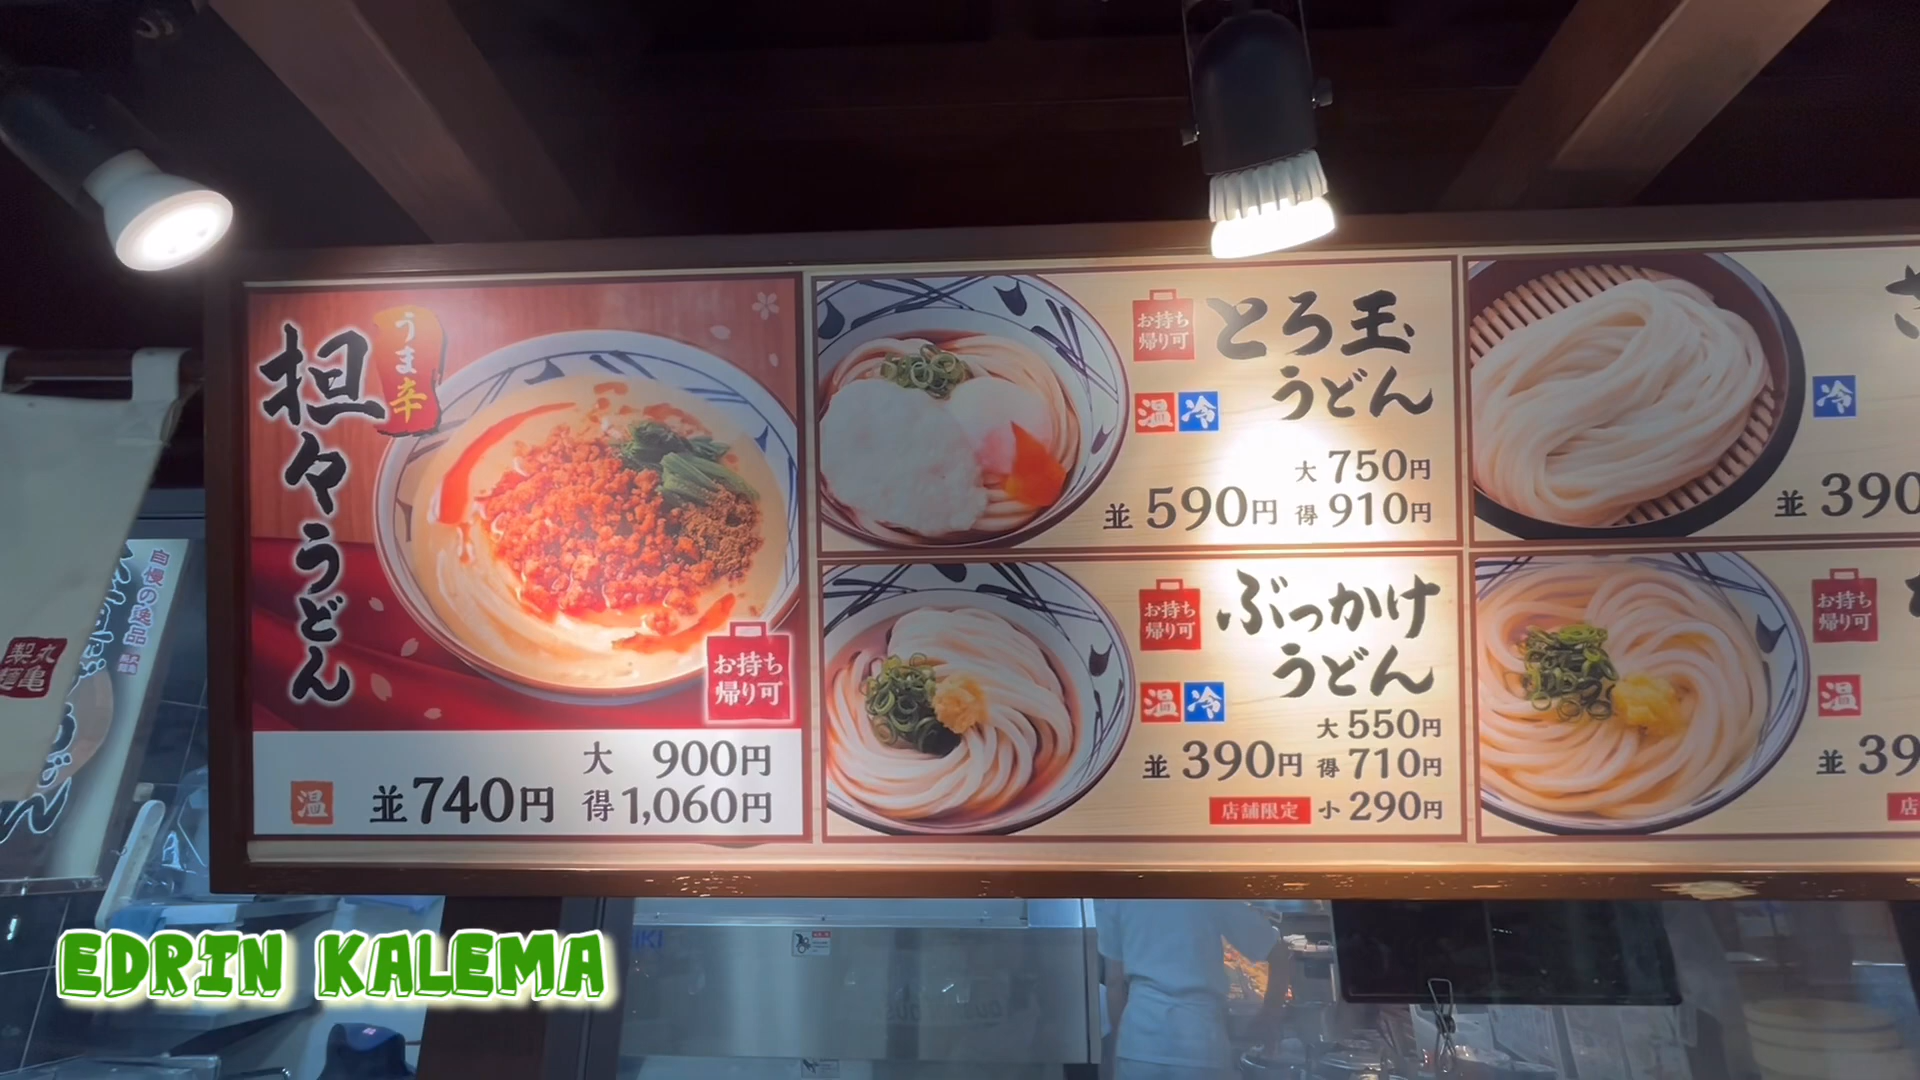 うま辛
担々うどん
お持ち
帰り可
温
並740円
大 900円
得1,060円
お持ち
帰り可
とろ玉
うどん
温 冷
大 750円
並 590円 得 910円
お持ち
帰り可
ぶっかけ
うどん
温 冷
大 550円
並 390円 得 710円
店舗限定 小 290円
冷
並 390
お持ち
帰り可
温
並 39
店
自慢の逸品
丸亀
製麺
EDRIN KALEMA